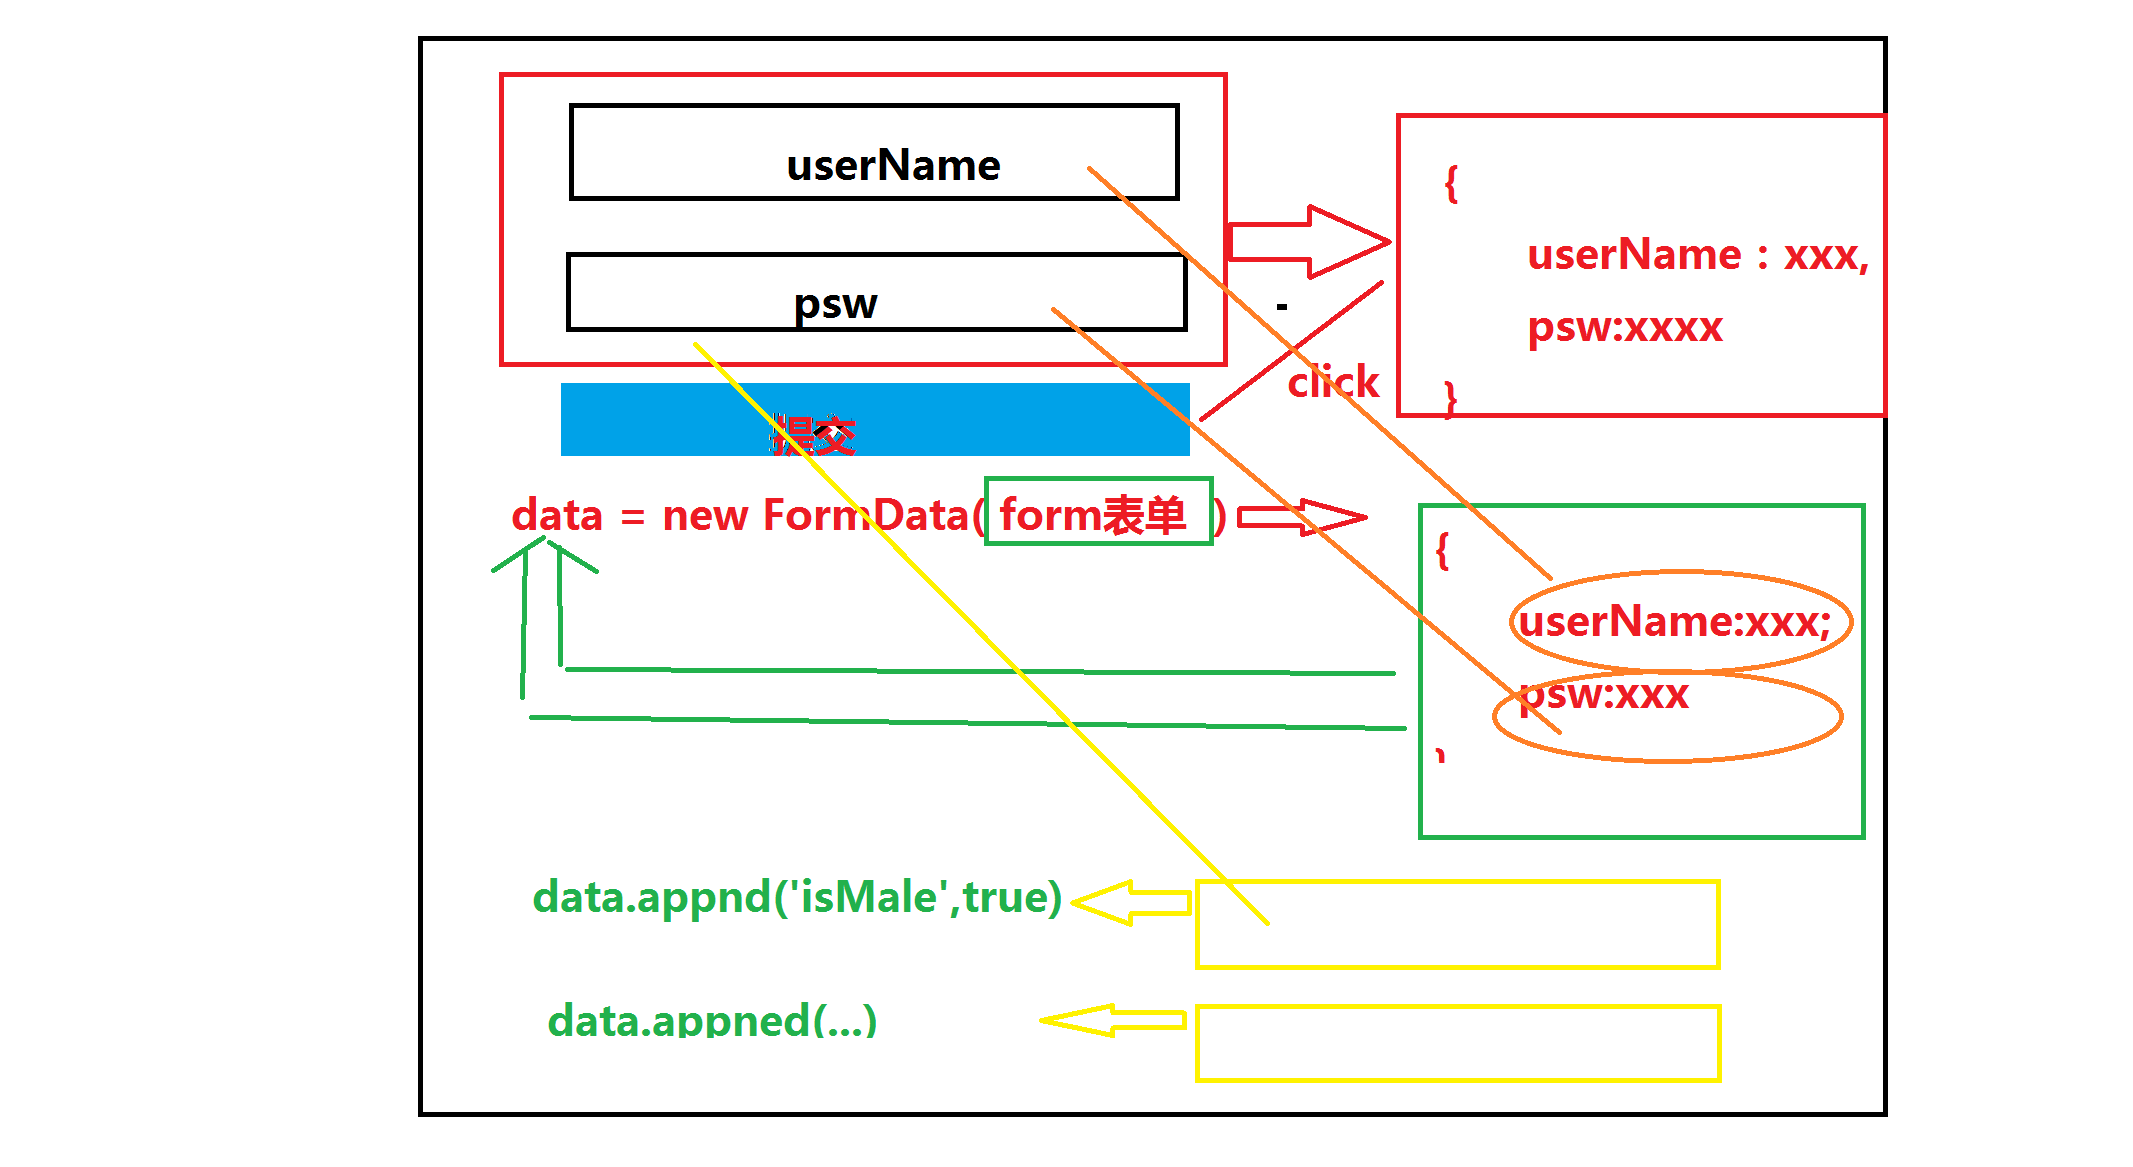 userName
psw
提交
{
userName : xxx,
psw:xxxx
}
click
data = new FormData( form表单 )
{
userName:xxx;
psw:xxx
}
data.appnd('isMale',true)
data.appned(...)